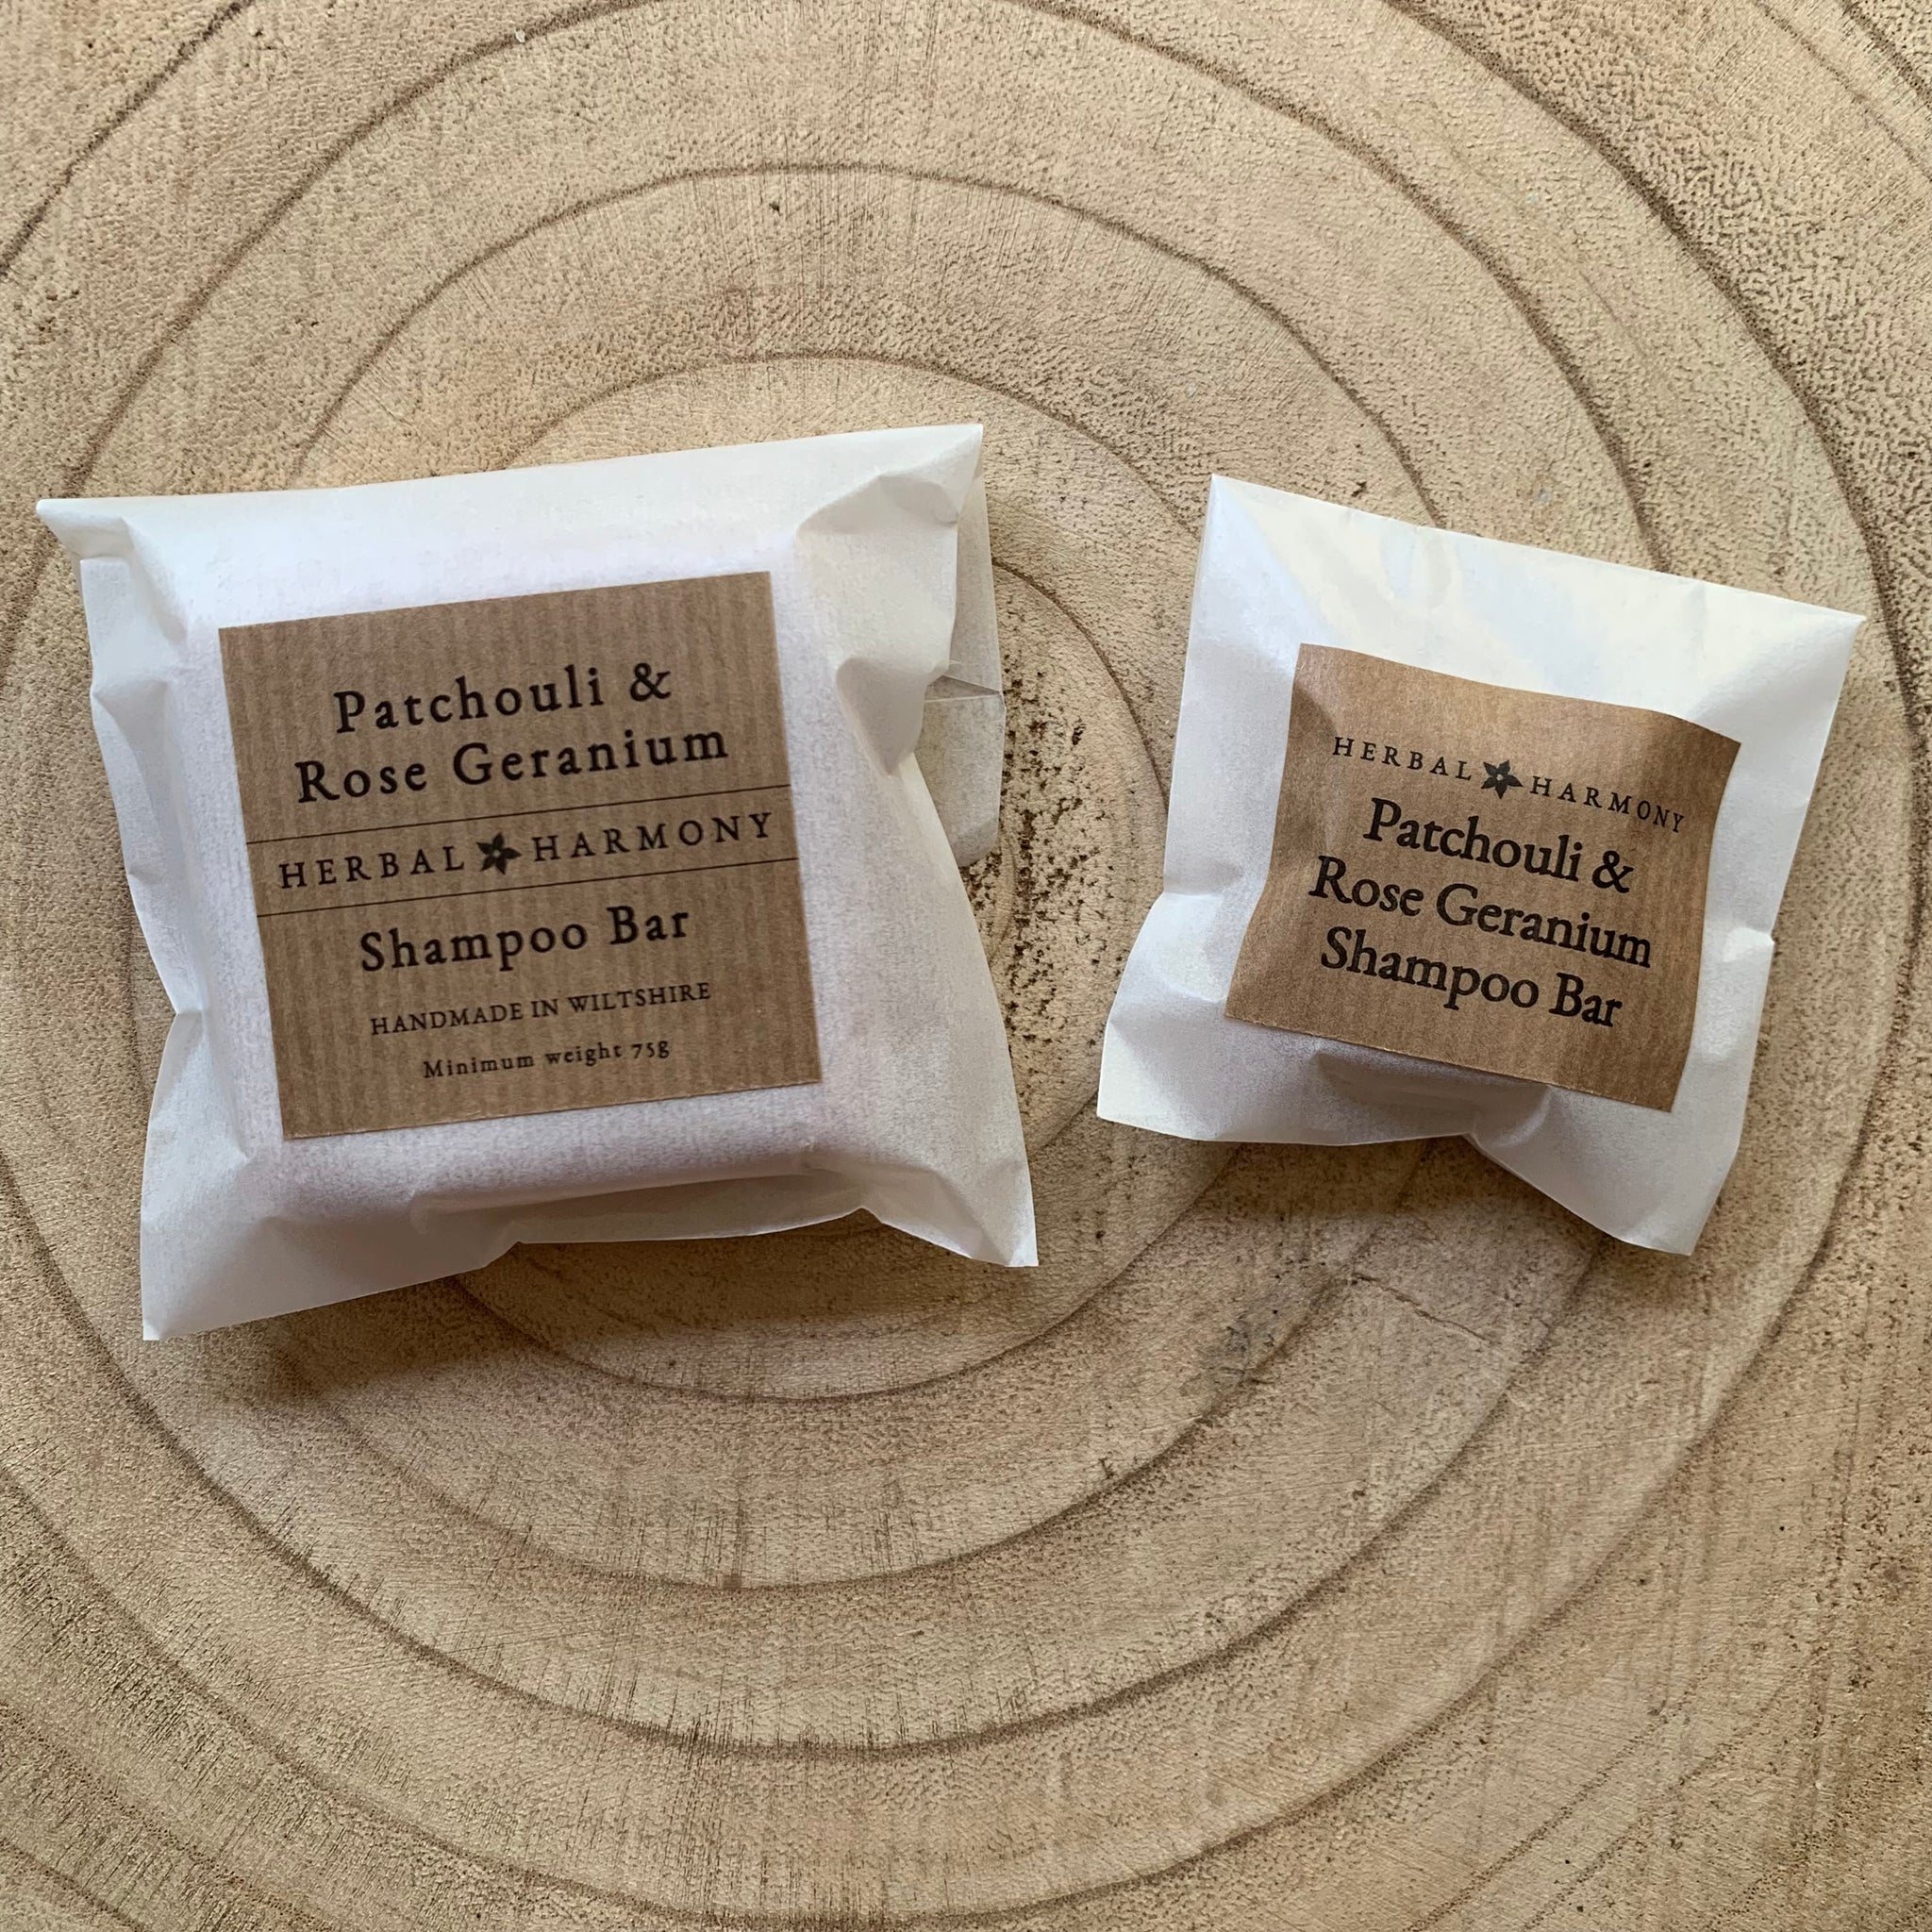 Patchouli &
Rose Geranium
HERBAL HARMONY
Shampoo Bar
HANDMADE IN WILTSHIRE
Minimum weight 75g
HERBAL HARMONY
Patchouli &
Rose Geranium
Shampoo Bar